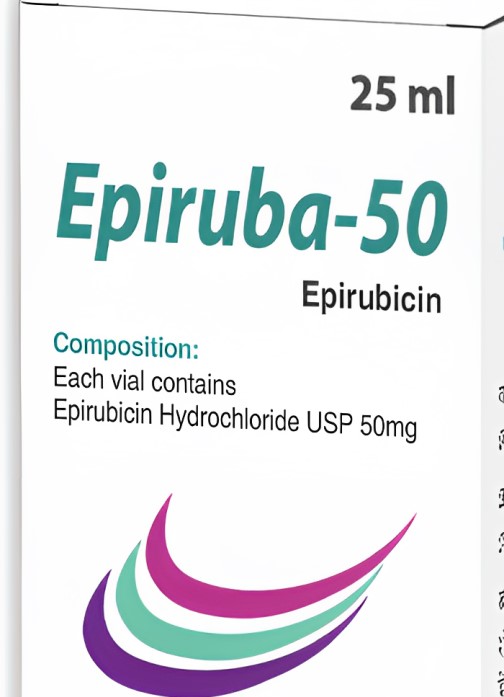 25 ml
Epiruba-50
Epirubicin
Composition:
Each vial contains
Epirubicin Hydrochloride USP 50mg